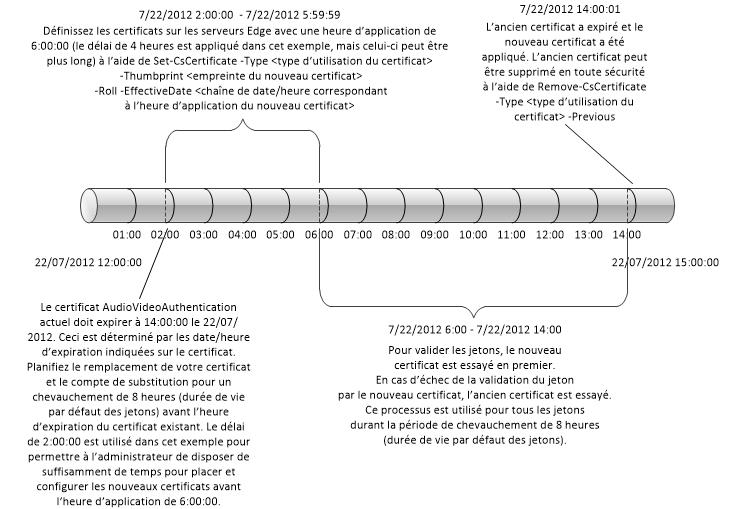 7/22/2012 2:00:00  - 7/22/2012 5:59:59
Définissez les certificats sur les serveurs Edge avec une heure d’application de
6:00:00 (le délai de 4 heures est appliqué dans cet exemple, mais celui-ci peut être
plus long) à l’aide de Set-CsCertificate -Type <type d’utilisation du certificat>
-Thumbprint <empreinte du nouveau certificat>
-Roll -EffectiveDate <chaîne de date/heure correspondant
à l’heure d’application du nouveau certificat>
7/22/2012 14:00:01
L’ancien certificat a expiré et le
nouveau certificat a été
appliqué. L’ancien certificat peut
être supprimé en toute sécurité
à l’aide de Remove-CsCertificate
-Type <type d’utilisation du
certificat> -Previous
01:00 02:00 03:00 04:00 05:00 06:00 07:00 08:00 09:00 10:00 11:00 12:00 13:00 14:00
22/07/2012 12:00:00
22/07/2012 15:00:00
Le certificat AudioVideoAuthentication
actuel doit expirer à 14:00:00 le 22/07/
2012. Ceci est déterminé par les date/heure
d’expiration indiquées sur le certificat.
Planifiez le remplacement de votre certificat
et le compte de substitution pour un
chevauchement de 8 heures (durée de vie
par défaut des jetons) avant l’heure
d’expiration du certificat existant. Le délai
de 2:00:00 est utilisé dans cet exemple pour
permettre à l’administrateur de disposer de
suffisamment de temps pour placer et
configurer les nouveaux certificats avant
l’heure d’application de 6:00:00.
7/22/2012 6:00 - 7/22/2012 14:00
Pour valider les jetons, le nouveau
certificat est essayé en premier.
En cas d’échec de la validation du jeton
par le nouveau certificat, l’ancien certificat est essayé.
Ce processus est utilisé pour tous les jetons
durant la période de chevauchement de 8 heures
(durée de vie par défaut des jetons).